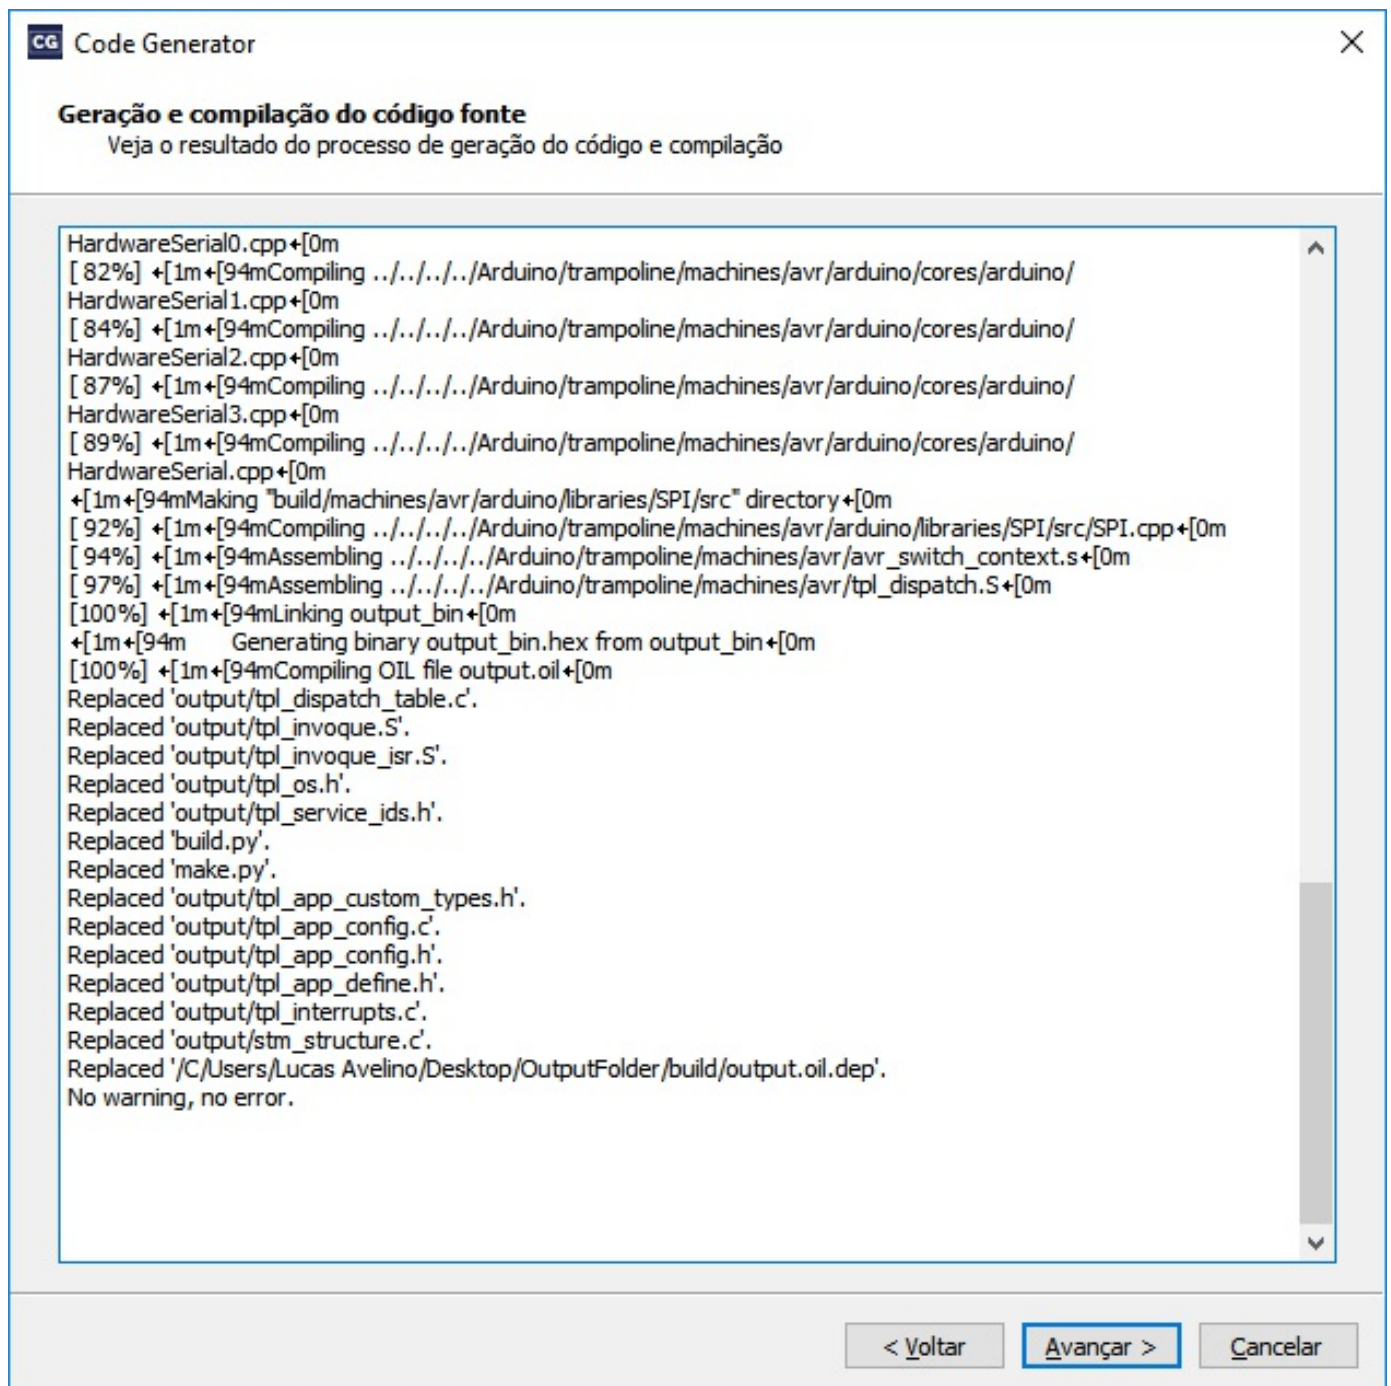 CG Code Generator
Geração e compilação do código fonte
Veja o resultado do processo de geração do código e compilação
HardwareSerial0.cpp←[0m
[ 82%] ←[1m←[94mCompiling ../../../../Arduino/trampoline/machines/avr/arduino/cores/arduino/
HardwareSerial1.cpp←[0m
[ 84%] ←[1m←[94mCompiling ../../../../Arduino/trampoline/machines/avr/arduino/cores/arduino/
HardwareSerial2.cpp←[0m
[ 87%] ←[1m←[94mCompiling ../../../../Arduino/trampoline/machines/avr/arduino/cores/arduino/
HardwareSerial3.cpp←[0m
[ 89%] ←[1m←[94mCompiling ../../../../Arduino/trampoline/machines/avr/arduino/cores/arduino/
HardwareSerial.cpp←[0m
←[1m←[94mMaking "build/machines/avr/arduino/libraries/SPI/src" directory←[0m
[ 92%] ←[1m←[94mCompiling ../../../../Arduino/trampoline/machines/avr/arduino/libraries/SPI/src/SPI.cpp←[0m
[ 94%] ←[1m←[94mAssembling ../../../../Arduino/trampoline/machines/avr/avr_switch_context.s←[0m
[ 97%] ←[1m←[94mAssembling ../../../../Arduino/trampoline/machines/avr/tpl_dispatch.S←[0m
[100%] ←[1m←[94mLinking output_bin←[0m
←[1m←[94m Generating binary output_bin.hex from output_bin←[0m
[100%] ←[1m←[94mCompiling OIL file output.oil←[0m
Replaced 'output/tpl_dispatch_table.c'.
Replaced 'output/tpl_invoque.S'.
Replaced 'output/tpl_invoque_isr.S'.
Replaced 'output/tpl_os.h'.
Replaced 'output/tpl_service_ids.h'.
Replaced 'build.py'.
Replaced 'make.py'.
Replaced 'output/tpl_app_custom_types.h'.
Replaced 'output/tpl_app_config.c'.
Replaced 'output/tpl_app_config.h'.
Replaced 'output/tpl_app_define.h'.
Replaced 'output/tpl_interrupts.c'.
Replaced 'output/stm_structure.c'.
Replaced '/C/Users/Lucas Avelino/Desktop/OutputFolder/build/output.oil.dep'.
No warning, no error.
< Voltar Avançar > Cancelar